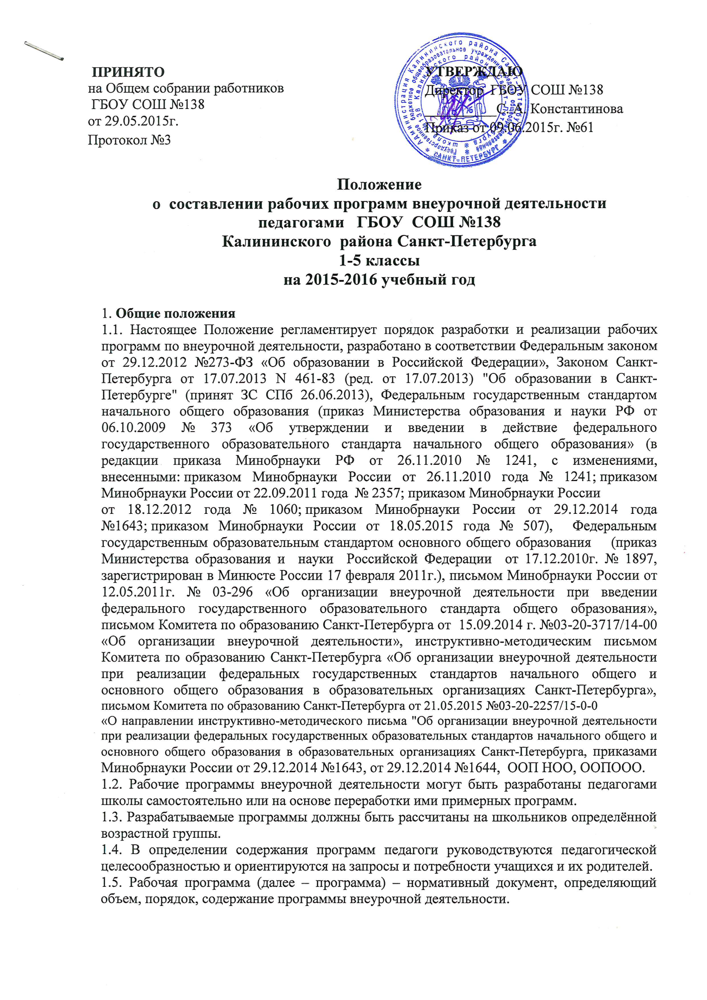 ПРИНЯТО
на Общем собрании работников
ГБОУ СОШ №138
от 29.05.2015г.
Протокол №3
УТВЕРЖДАЮ
Директор ГБОУ СОШ №138
____________С. А. Константинова
Приказ от 09.06.2015г. №61
Администрация Калининского района Санкт-Петербурга
* САНКТ-ПЕТЕРБУРГ *
Государственное бюджетное общеобразовательное учреждение средняя общеобразовательная
школа №138 Калининского района Санкт-Петербурга
Положение
о составлении рабочих программ внеурочной деятельности
педагогами ГБОУ СОШ №138
Калининского района Санкт-Петербурга
1-5 классы
на 2015-2016 учебный год
1. Общие положения
1.1. Настоящее Положение регламентирует порядок разработки и реализации рабочих
программ по внеурочной деятельности, разработано в соответствии Федеральным законом
от 29.12.2012 №273-ФЗ «Об образовании в Российской Федерации», Законом Санкт-
Петербурга от 17.07.2013 N 461-83 (ред. от 17.07.2013) "Об образовании в Санкт-
Петербурге" (принят ЗС СПб 26.06.2013), Федеральным государственным стандартом
начального общего образования (приказ Министерства образования и науки РФ от
06.10.2009 № 373 «Об утверждении и введении в действие федерального
государственного образовательного стандарта начального общего образования» (в
редакции приказа Минобрнауки РФ от 26.11.2010 № 1241, с изменениями,
внесенными: приказом Минобрнауки России от 26.11.2010 года № 1241; приказом
Минобрнауки России от 22.09.2011 года № 2357; приказом Минобрнауки России
от 18.12.2012 года № 1060; приказом Минобрнауки России от 29.12.2014 года
№1643; приказом Минобрнауки России от 18.05.2015 года № 507), Федеральным
государственным образовательным стандартом основного общего образования (приказ
Министерства образования и науки Российской Федерации от 17.12.2010г. № 1897,
зарегистрирован в Минюсте России 17 февраля 2011г.), письмом Минобрнауки России от
12.05.2011г. № 03-296 «Об организации внеурочной деятельности при введении
федерального государственного образовательного стандарта общего образования»,
письмом Комитета по образованию Санкт-Петербурга от 15.09.2014 г. №03-20-3717/14-00
«Об организации внеурочной деятельности», инструктивно-методическим письмом
Комитета по образованию Санкт-Петербурга «Об организации внеурочной деятельности
при реализации федеральных государственных стандартов начального общего и
основного общего образования в образовательных организациях Санкт-Петербурга»,
письмом Комитета по образованию Санкт-Петербурга от 21.05.2015 №03-20-2257/15-0-0
«О направлении инструктивно-методического письма "Об организации внеурочной деятельности
при реализации федеральных государственных образовательных стандартов начального общего и
основного общего образования в образовательных организациях Санкт-Петербурга, приказами
Минобрнауки России от 29.12.2014 №1643, от 29.12.2014 №1644, ООП НОО, ООПООО.
1.2. Рабочие программы внеурочной деятельности могут быть разработаны педагогами
школы самостоятельно или на основе переработки ими примерных программ.
1.3. Разрабатываемые программы должны быть рассчитаны на школьников определённой
возрастной группы.
1.4. В определении содержания программ педагоги руководствуются педагогической
целесообразностью и ориентируются на запросы и потребности учащихся и их родителей.
1.5. Рабочая программа (далее – программа) – нормативный документ, определяющий
объем, порядок, содержание программы внеурочной деятельности.